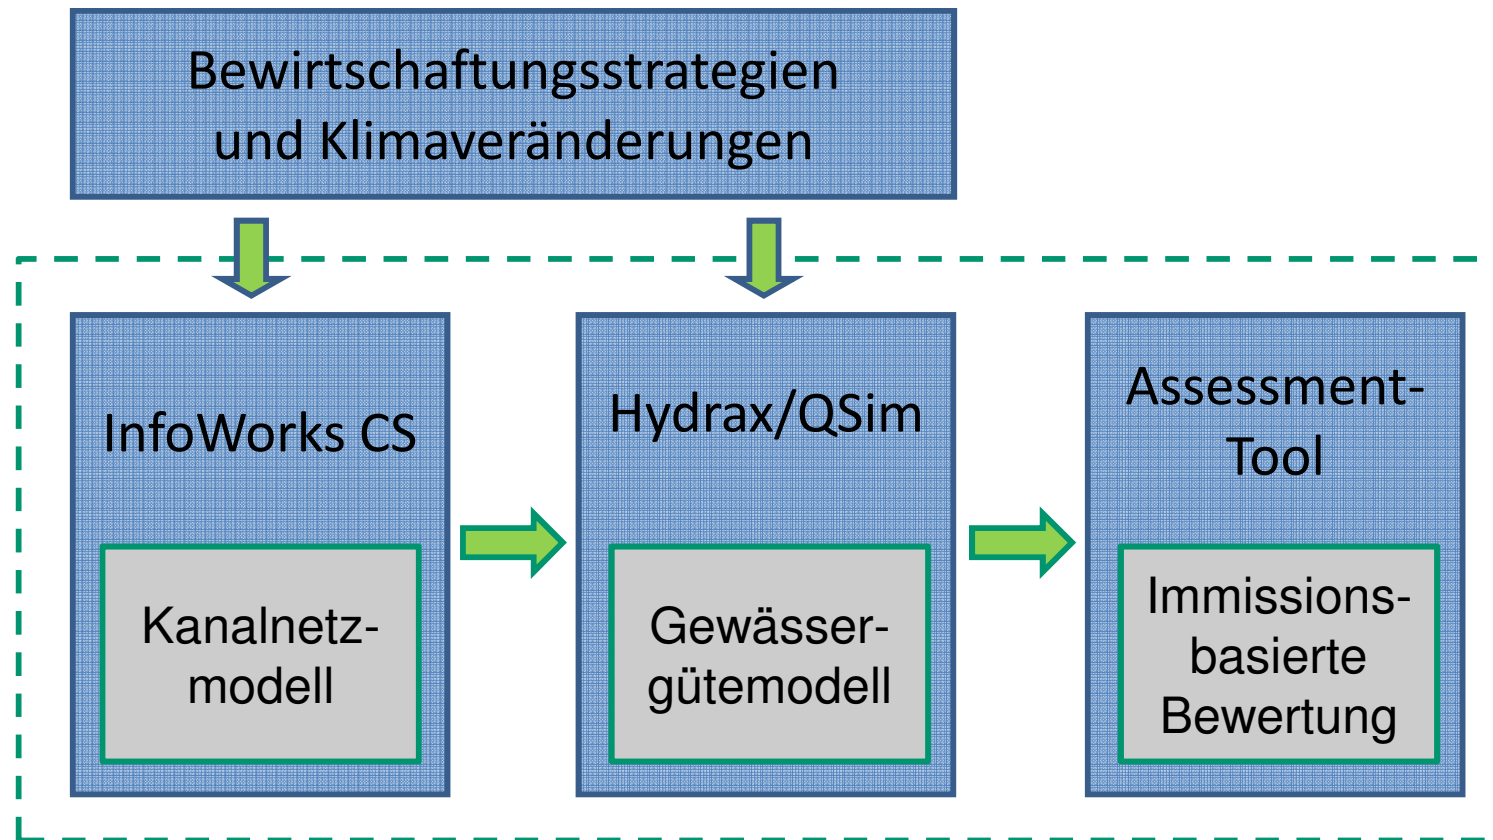 Bewirtschaftungsstrategien
und Klimaveränderungen
InfoWorks CS
Kanalnetz-
modell
Hydrax/QSim
Gewässer-
gütemodell
Assessment-
Tool
Immissions-
basierte
Bewertung